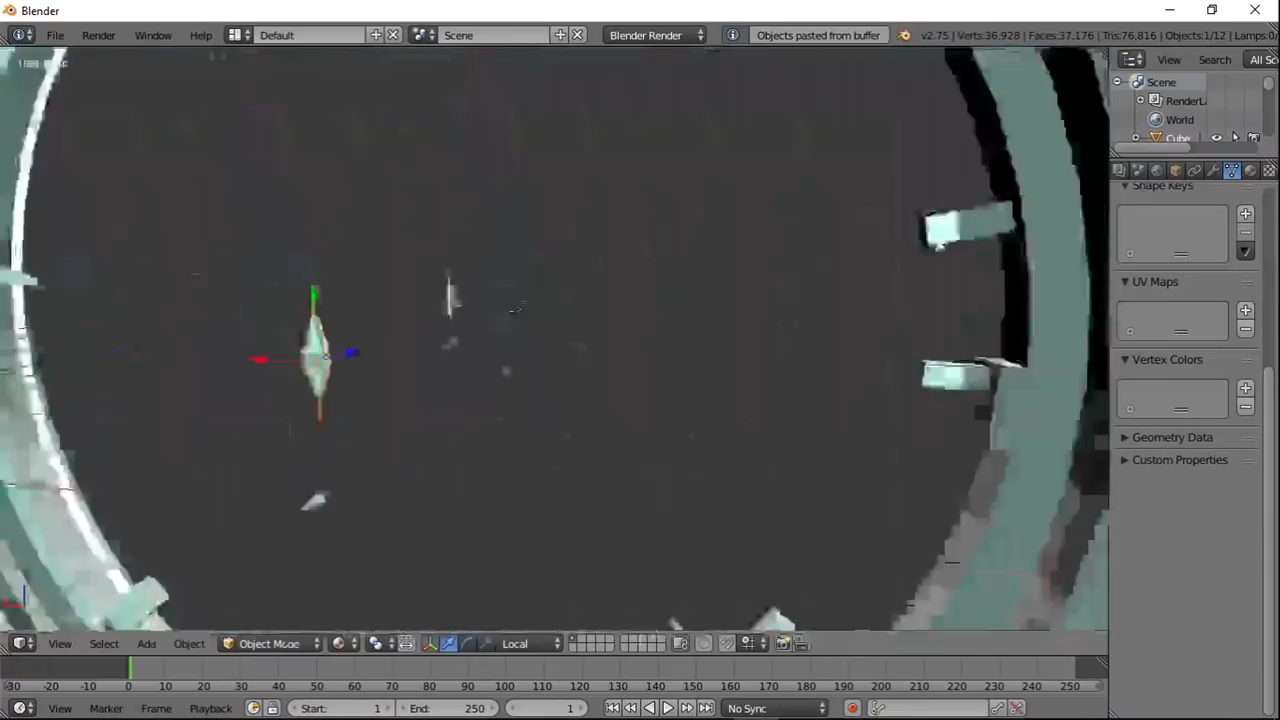 Blender
File Render Window Help Default Scene Blender Render Objects pasted from buffer v2.75 | Verts:36,928 | Faces:37,176 | Tris:76,816 | Objects:1/12 | Lamps:0/
View Search All Sc
Scene
RenderLa
World
Cube
Shape Keys
UV Maps
Vertex Colors
Geometry Data
Custom Properties
View Select Add Object Object Mode Local
-30 -20 -10 0 10 20 30 40 50 60 70 80 90 100 110 120 130 140 150 160 170 180 190 200 210 220 230 240 250
View Marker Frame Playback Start: 1 End: 250 1 No Sync